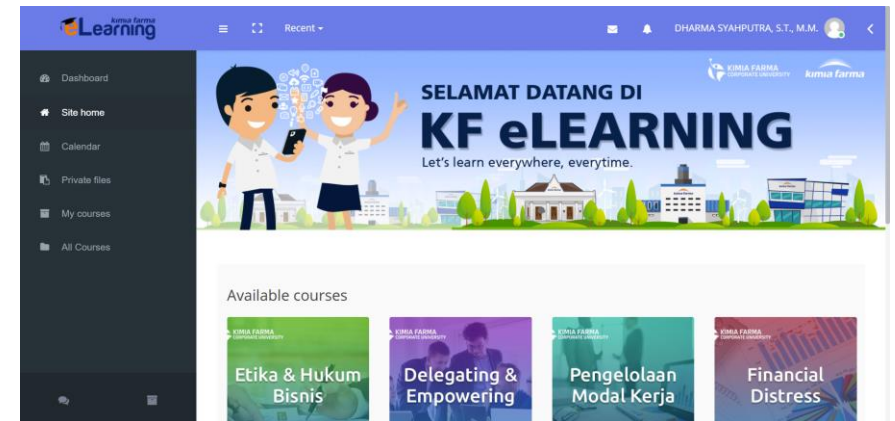 kimia farma
eLearning
Recent
DHARMA SYAHPUTRA, S.T., M.M.
Dashboard
Site home
Calendar
Private files
My courses
All Courses
KIMIA FARMA
CORPORATE UNIVERSITY
kimia farma
SELAMAT DATANG DI
KF eLEARNING
Let's learn everywhere, everytime.
Available courses
KIMIA FARMA
CORPORATE UNIVERSITY
Etika & Hukum
Bisnis
KIMIA FARMA
CORPORATE UNIVERSITY
Delegating &
Empowering
KIMIA FARMA
CORPORATE UNIVERSITY
Pengelolaan
Modal Kerja
KIMIA FARMA
CORPORATE UNIVERSITY
Financial
Distress